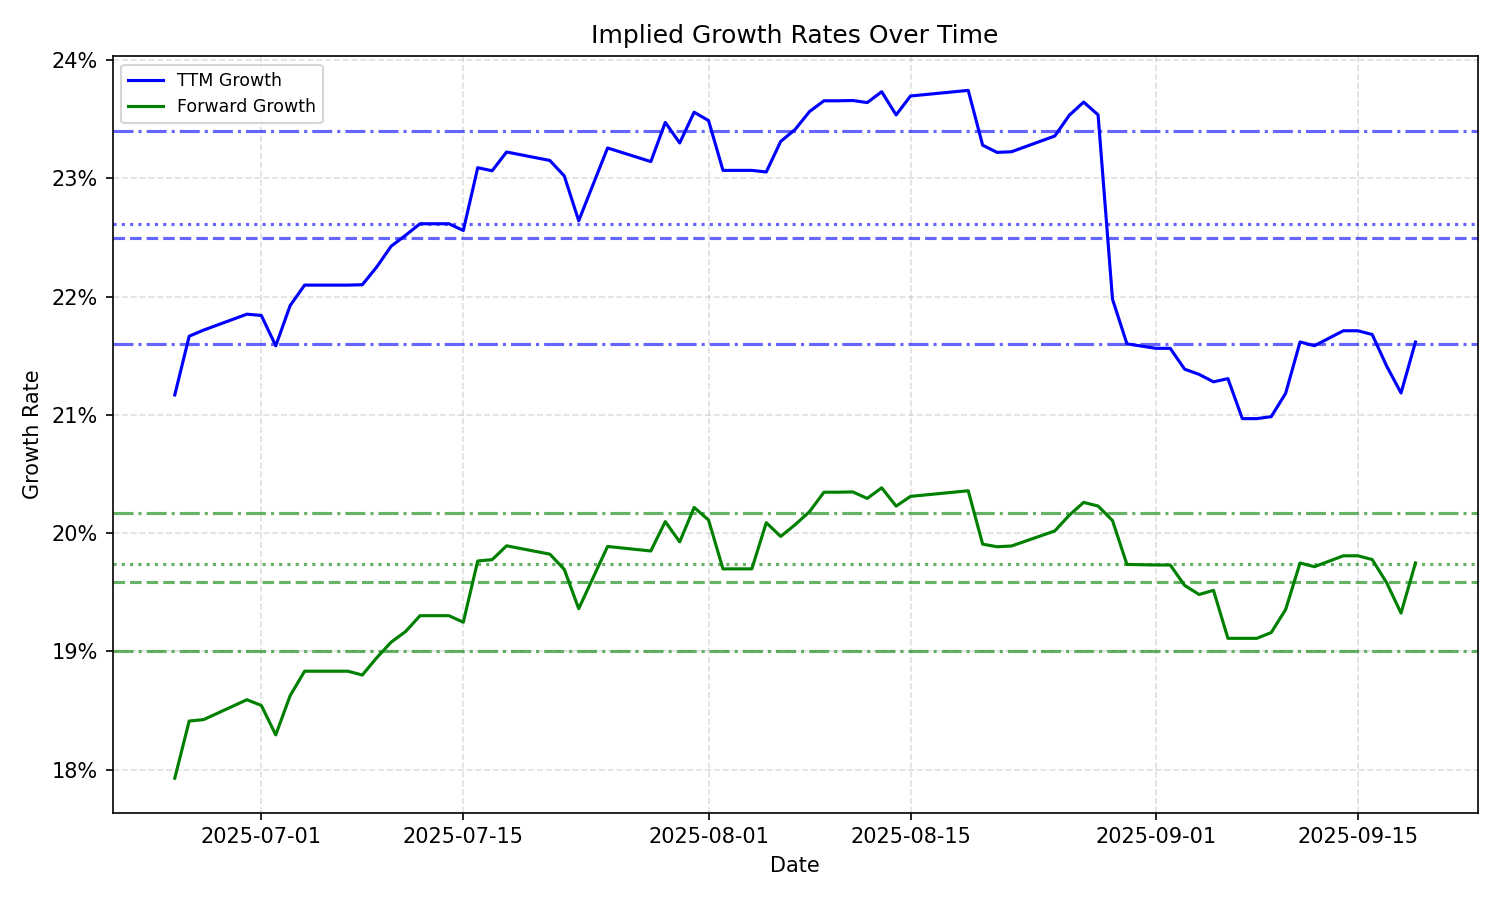 Implied Growth Rates Over Time
24%
23%
22%
21%
20%
19%
18%
Growth Rate
TTM Growth
Forward Growth
2025-07-01
2025-07-15
2025-08-01
2025-08-15
2025-09-01
2025-09-15
Date